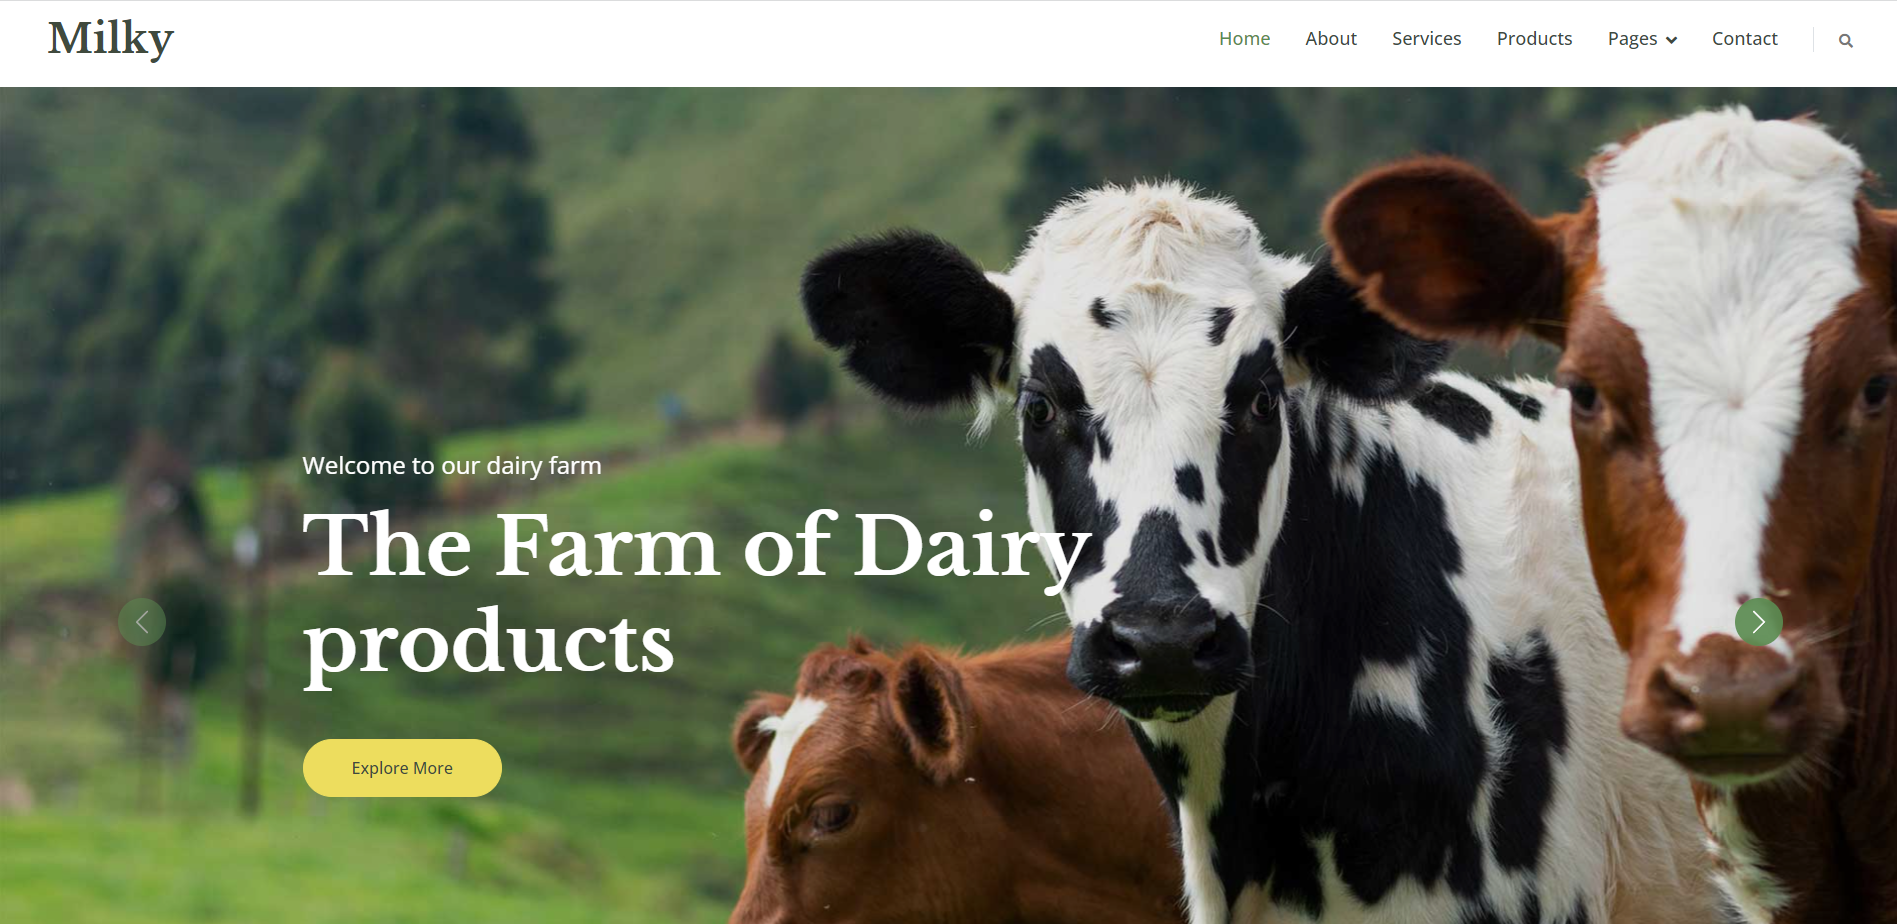 Milky
Home About Services Products Pages Contact
Welcome to our dairy farm
The Farm of Dairy
products
Explore More